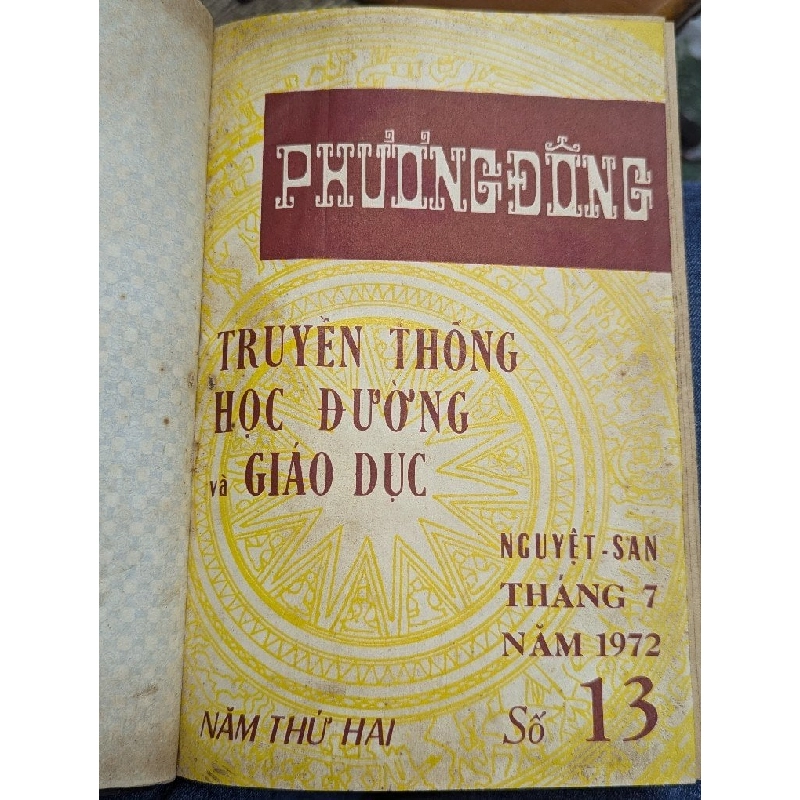 PHƯƠNG-ĐÔNG
TRUYỀN THỐNG
HỌC ĐƯỜNG
và GIÁO DỤC
NGUYỆT-SAN
THÁNG 7
NĂM 1972
NĂM THỨ HAI
Số 13